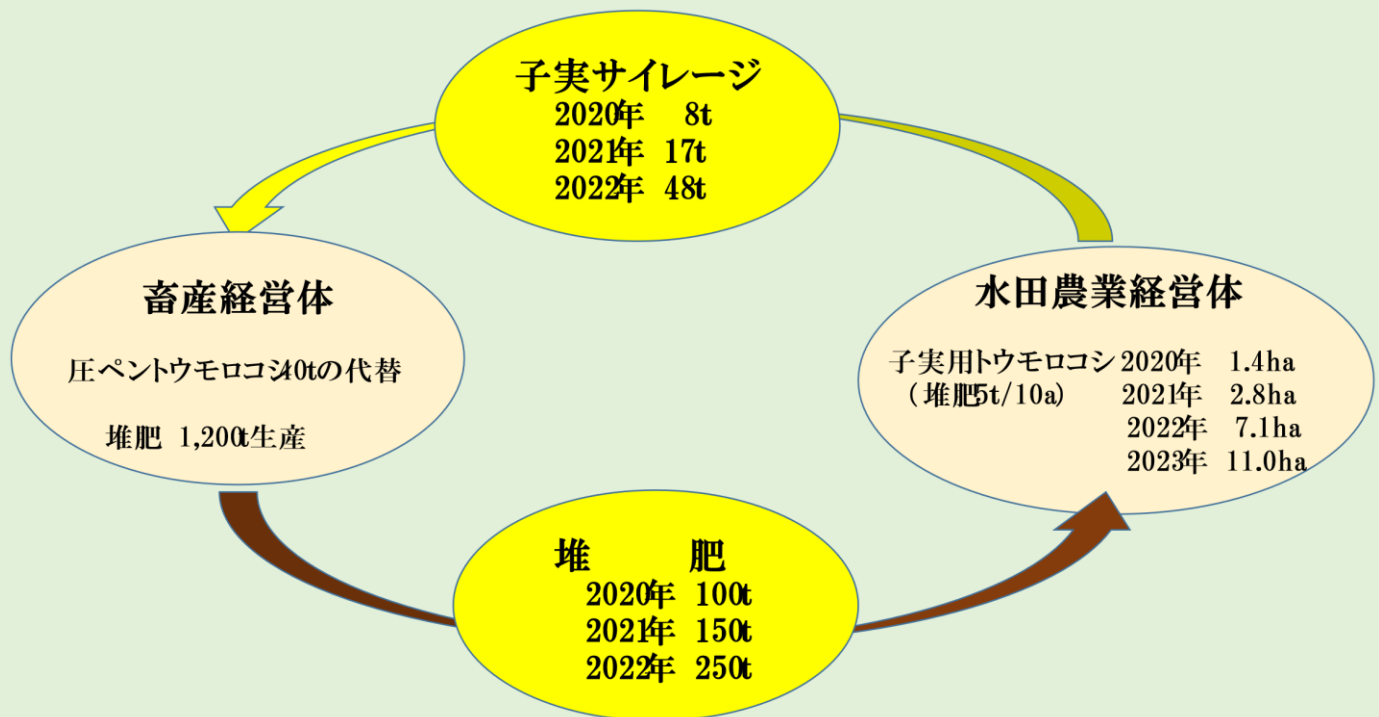 子実サイレージ
2020年 8t
2021年 17t
2022年 48t
畜産経営体
圧ペントウモロコシ40tの代替
堆肥 1,200t生産
水田農業経営体
子実用トウモロコシ 2020年 1.4ha
(堆肥5t/10a) 2021年 2.8ha
2022年 7.1ha
2023年 11.0ha
堆 肥
2020年 100t
2021年 150t
2022年 250t